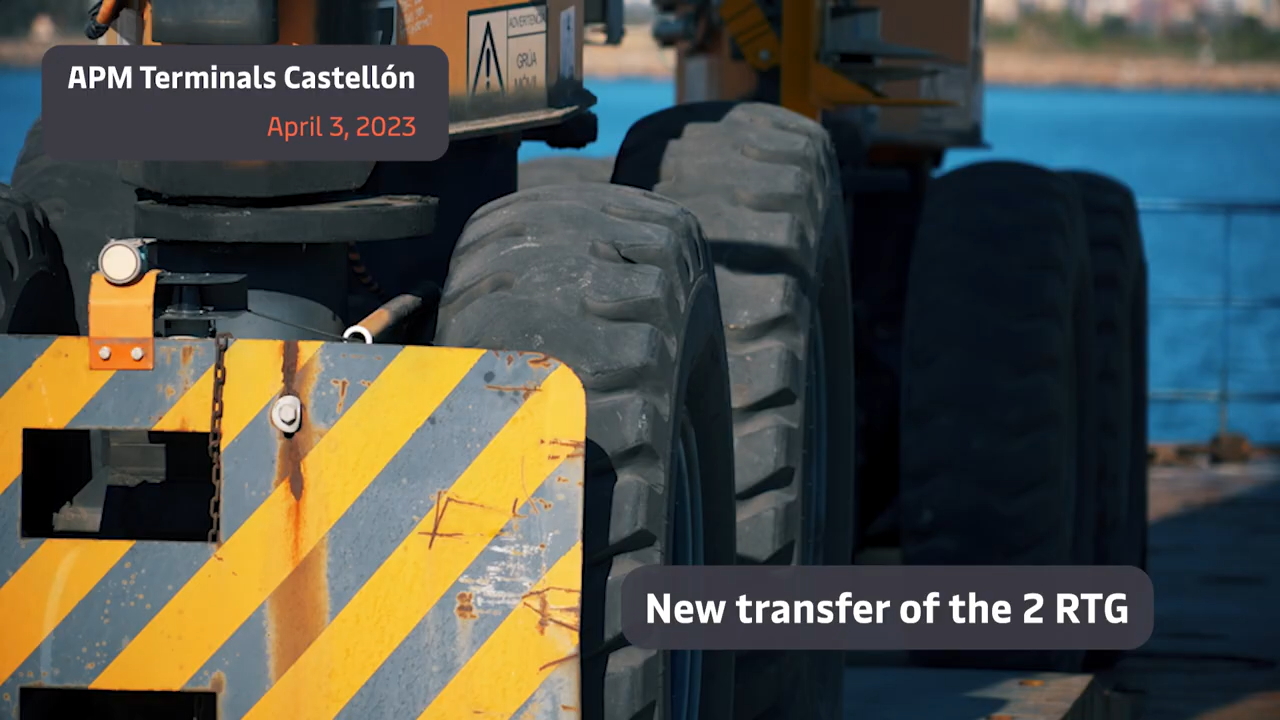 APM Terminals Castellón
April 3, 2023
ADVERTENCIA
GRÚA
MÓVIL
New transfer of the 2 RTG